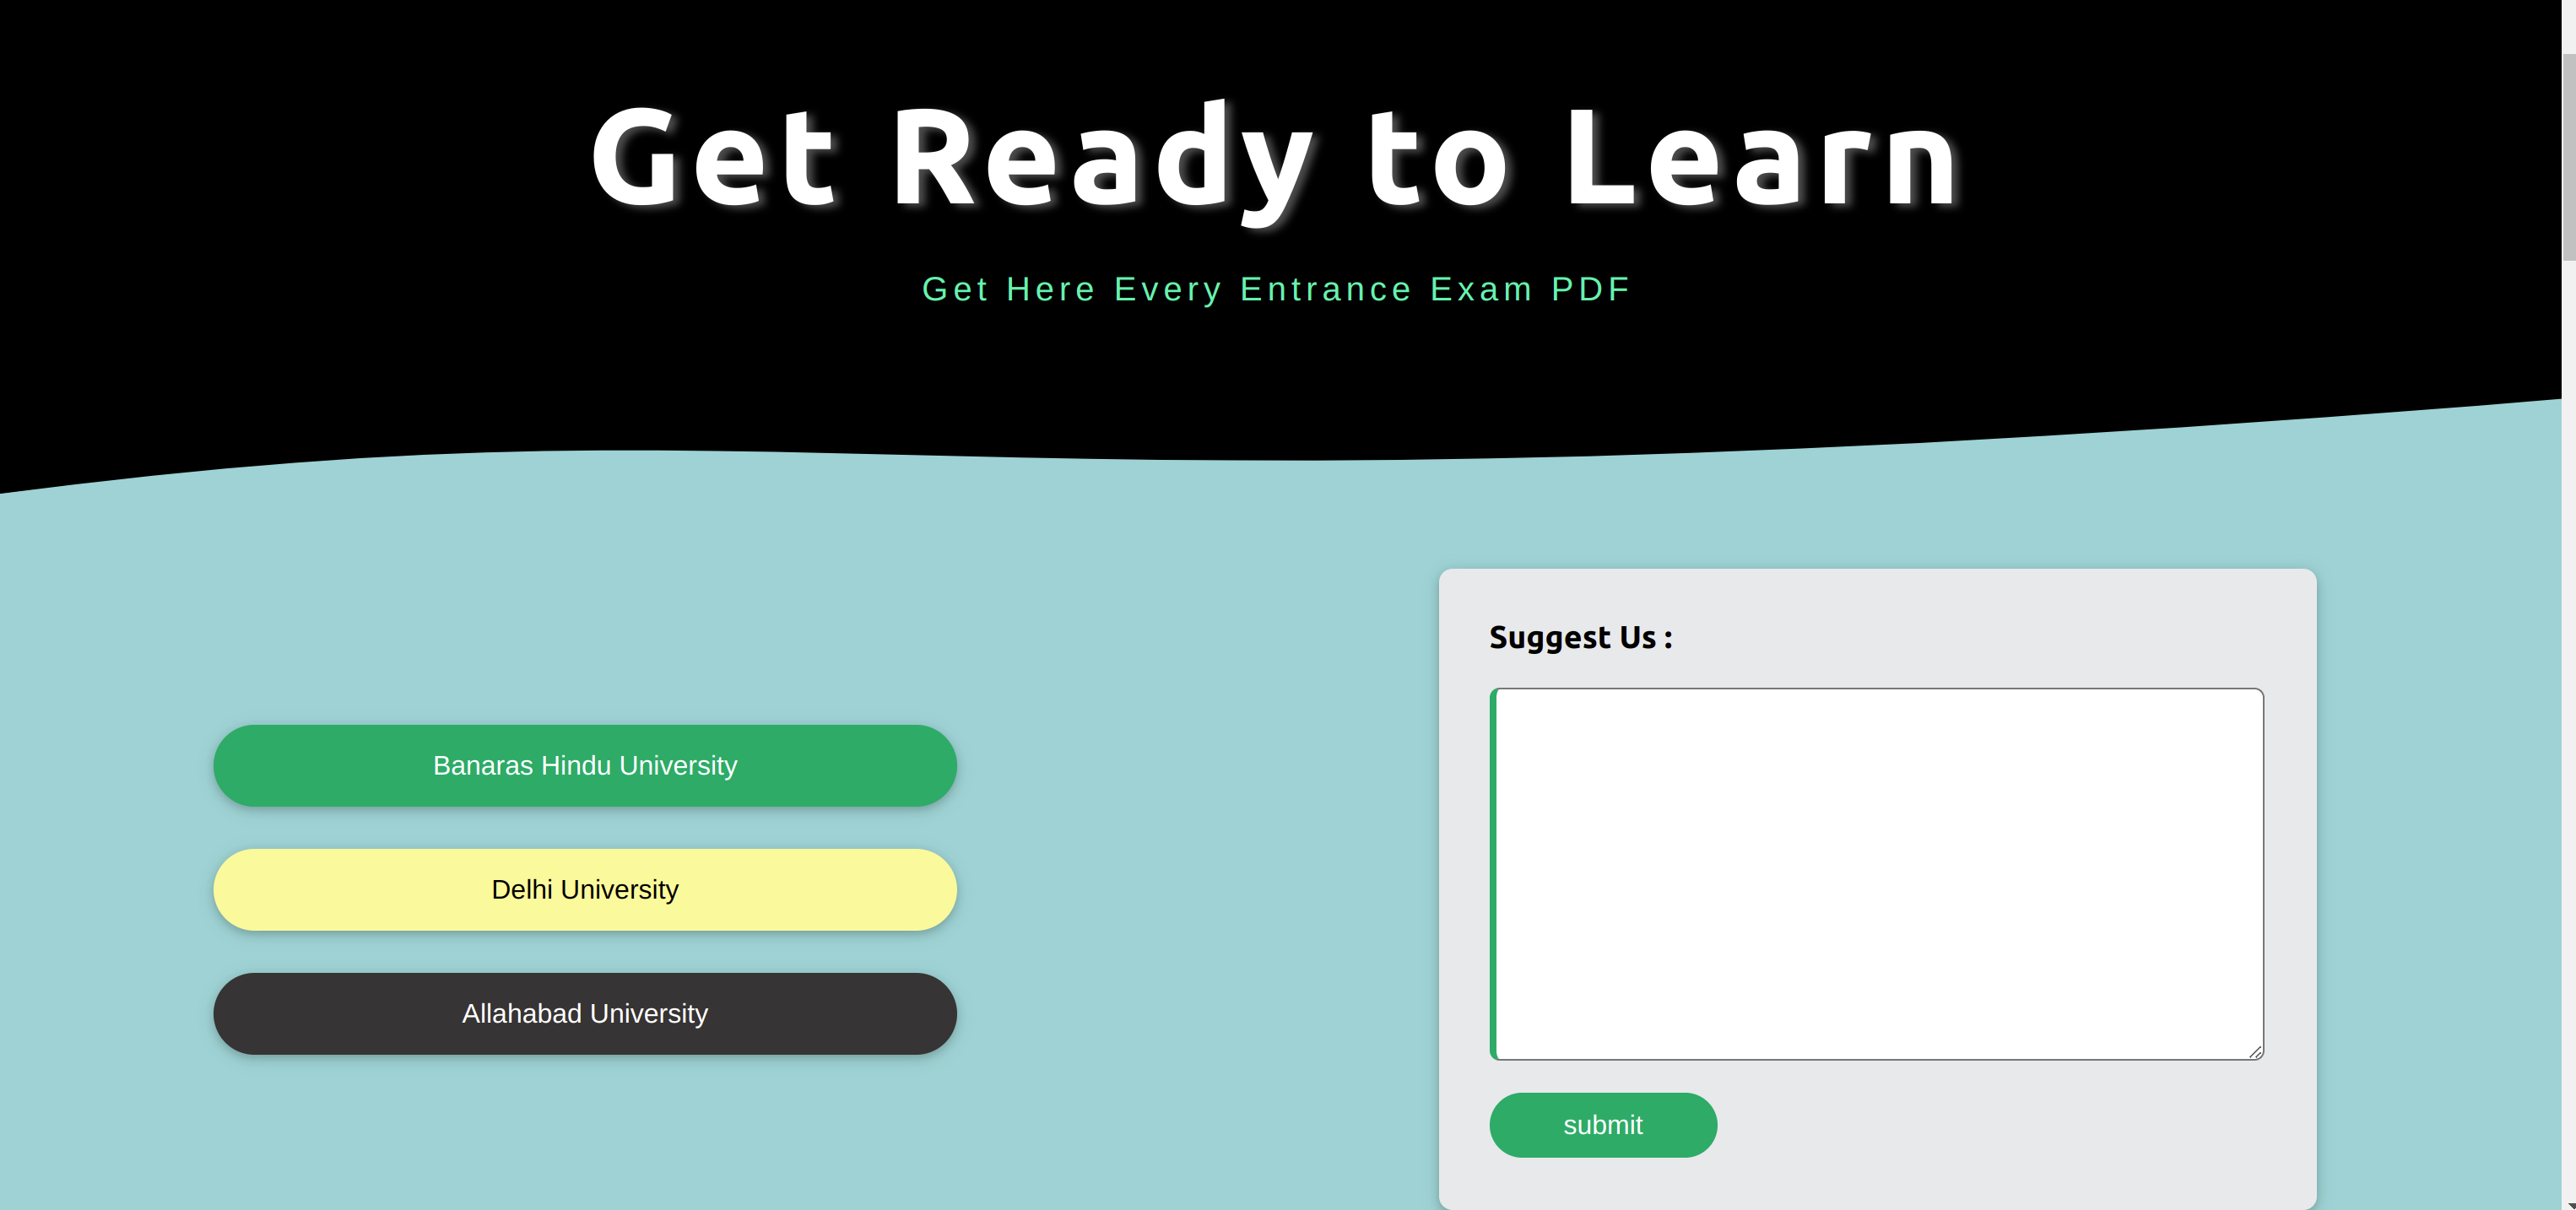 Get Ready to Learn
Get Here Every Entrance Exam PDF
Banaras Hindu University
Delhi University
Allahabad University
Suggest Us :
submit